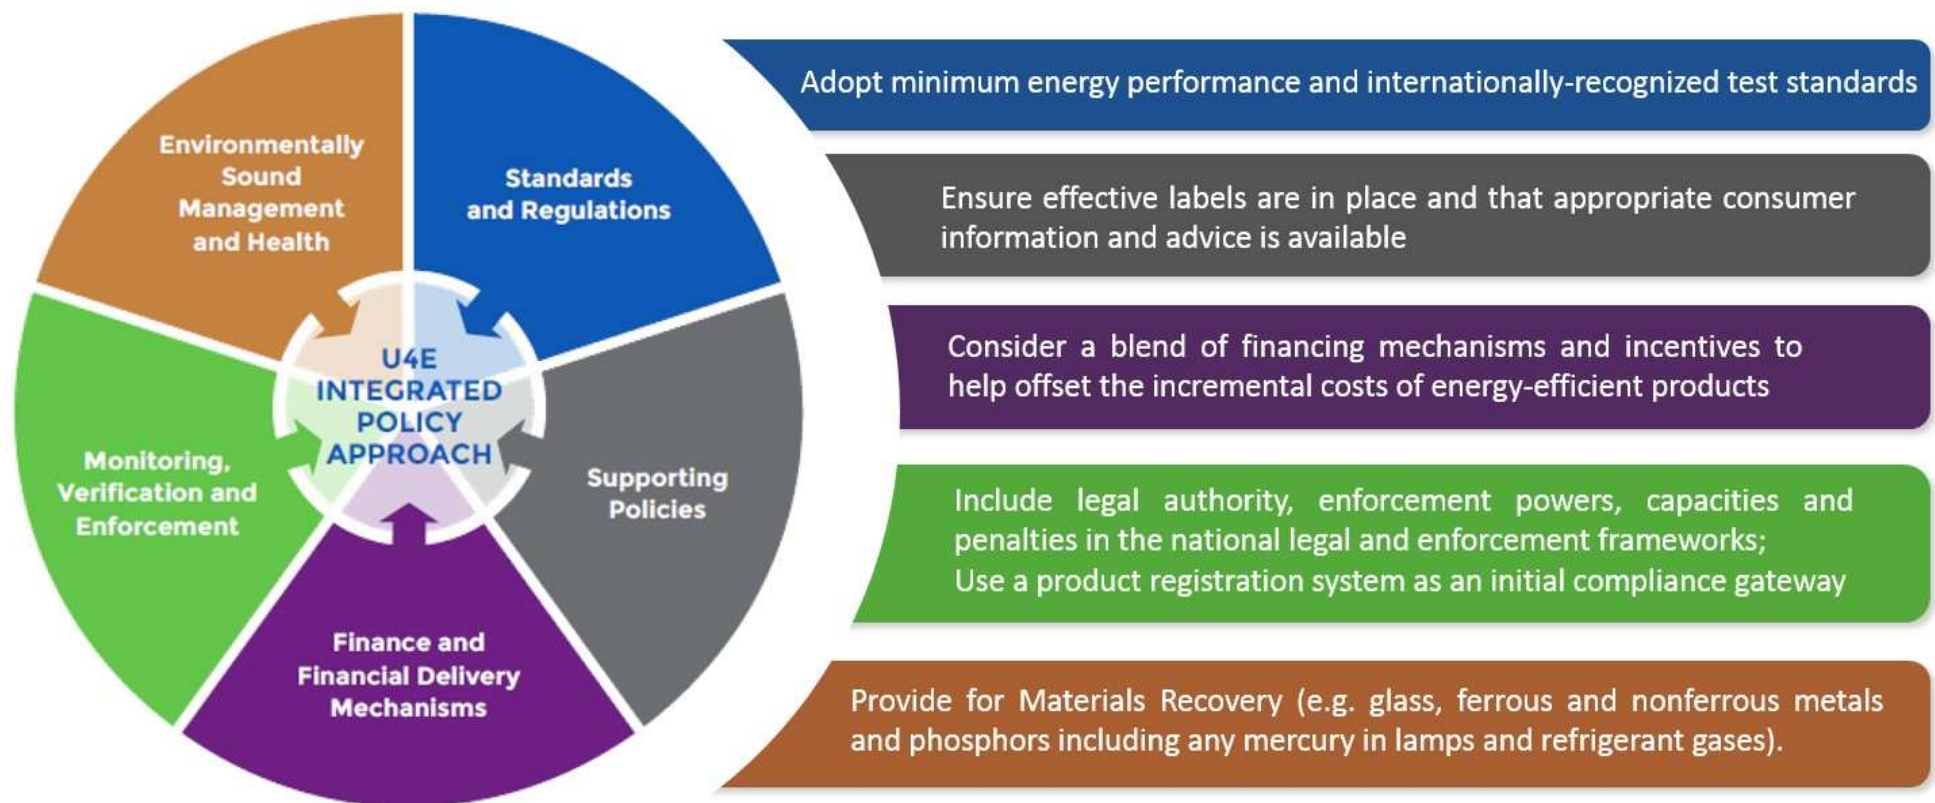 Environmentally
Sound
Management
and Health
Standards
and Regulations
Supporting
Policies
Finance and
Financial Delivery
Mechanisms
Monitoring,
Verification and
Enforcement
U4E
INTEGRATED
POLICY
APPROACH
Adopt minimum energy performance and internationally-recognized test standards
Ensure effective labels are in place and that appropriate consumer
information and advice is available
Consider a blend of financing mechanisms and incentives to
help offset the incremental costs of energy-efficient products
Include legal authority, enforcement powers, capacities and
penalties in the national legal and enforcement frameworks;
Use a product registration system as an initial compliance gateway
Provide for Materials Recovery (e.g. glass, ferrous and nonferrous metals
and phosphors including any mercury in lamps and refrigerant gases).